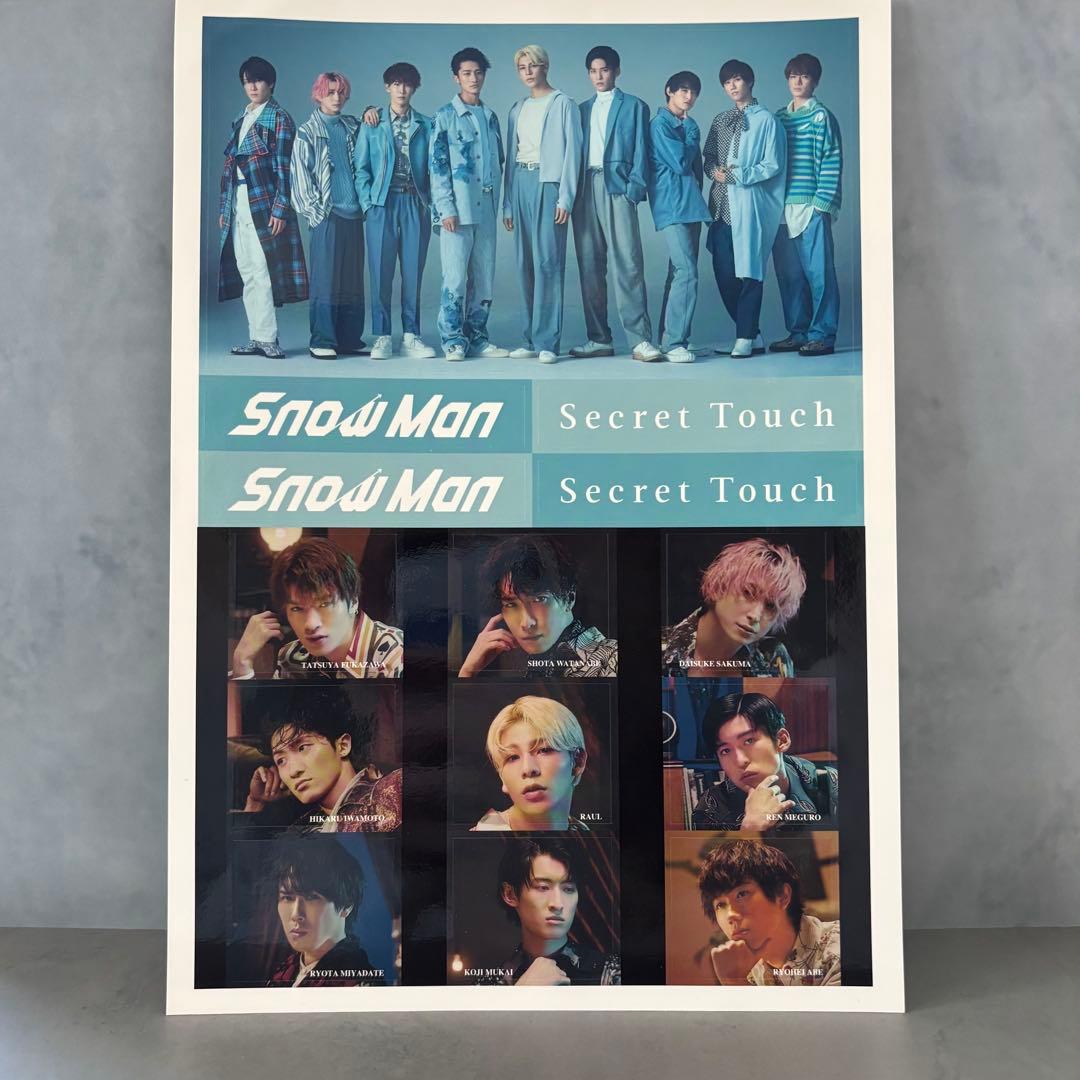 Snow Man Secret Touch
Snow Man Secret Touch
TATSUYA FUKAZAWA SHOTA WATANABE DAISUKE SAKUMA
HIKARU IWAMOTO RAUL REN MEGURO
RYOTA MIYADATE KOJI MUKAI RYOHEI ABE